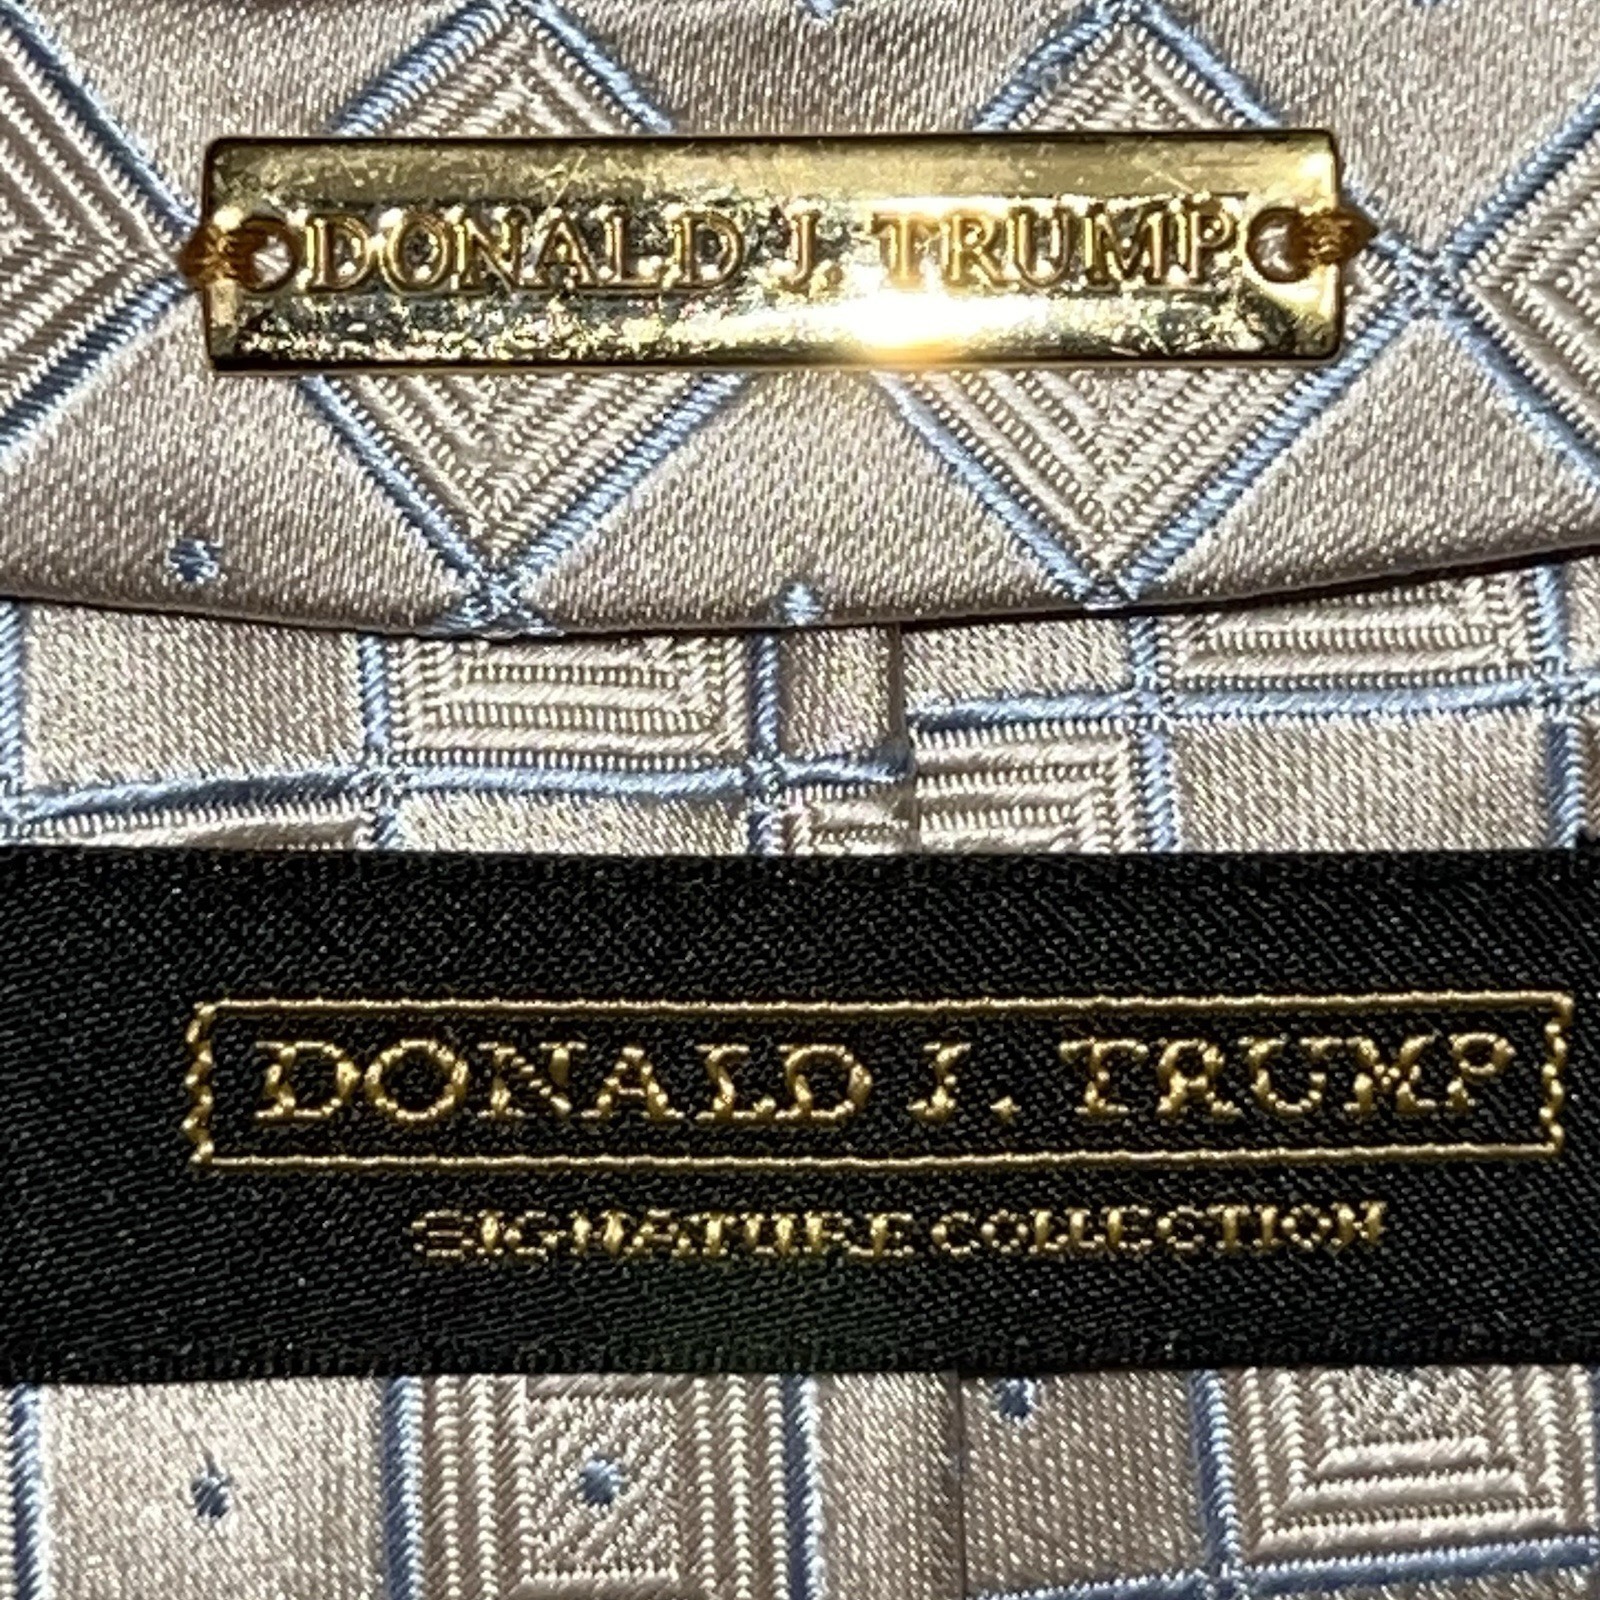 DONALD J. TRUMP
DONALD J. TRUMP
SIGNATURE COLLECTION